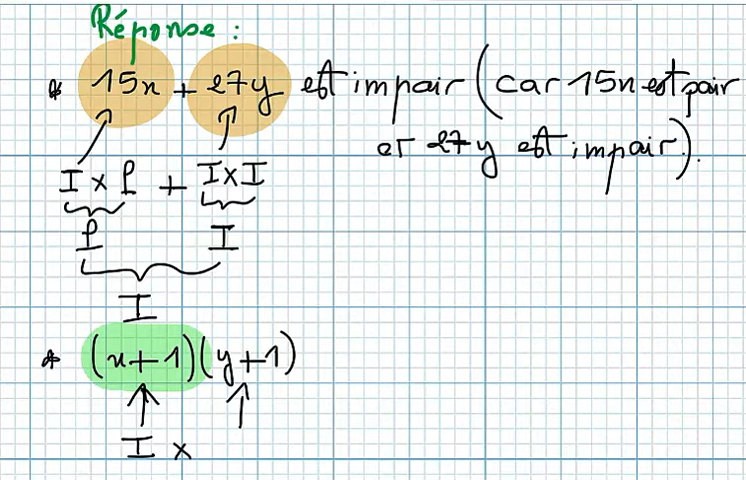 Réponse :
* 15x + 27y est impair (car 15x est pair
et 27y est impair).
I x P + I x I
P I
I
* (x+1)(y+1)
I x